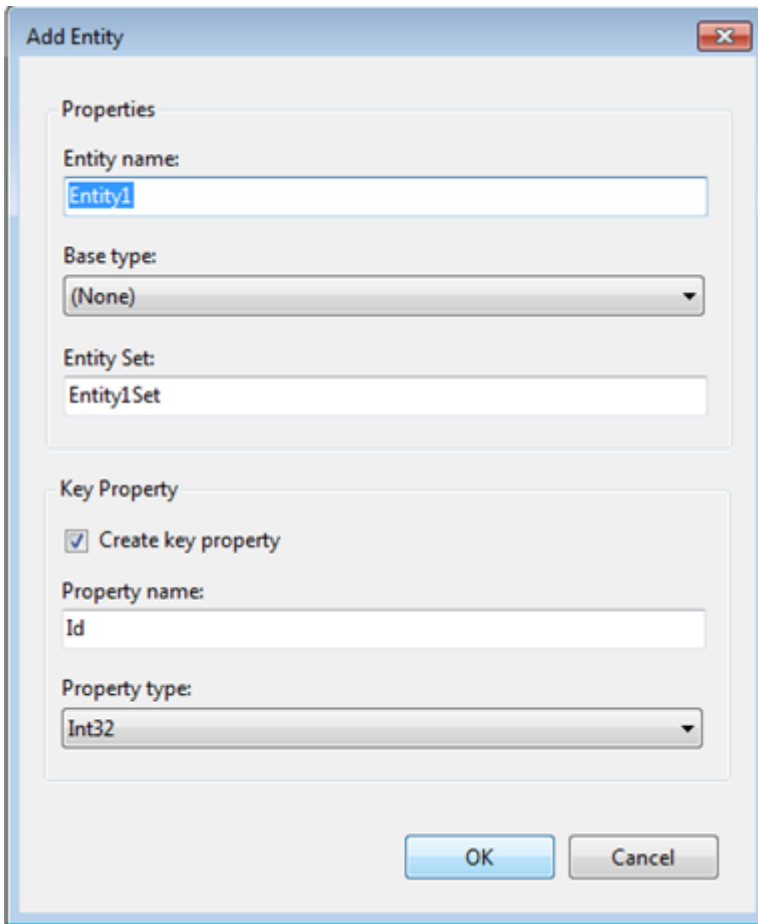 Add Entity
Properties
Entity name:
Entity1
Base type:
(None)
Entity Set:
Entity1Set
Key Property
Create key property
Property name:
Id
Property type:
Int32
OK
Cancel